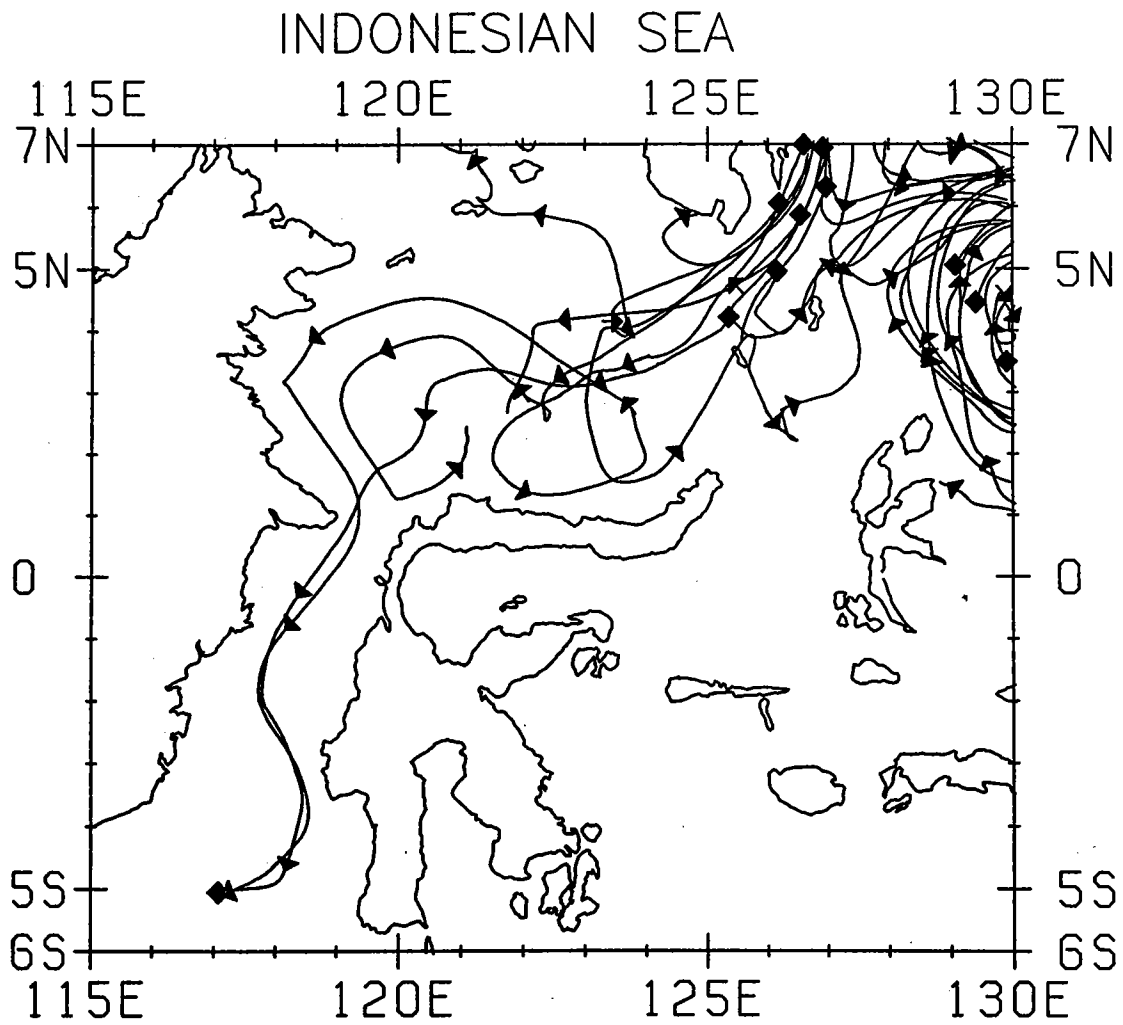 INDONESIAN SEA
115E 120E 125E 130E
7N 7N
5N 5N
0 0
5S 5S
6S 6S
115E 120E 125E 130E